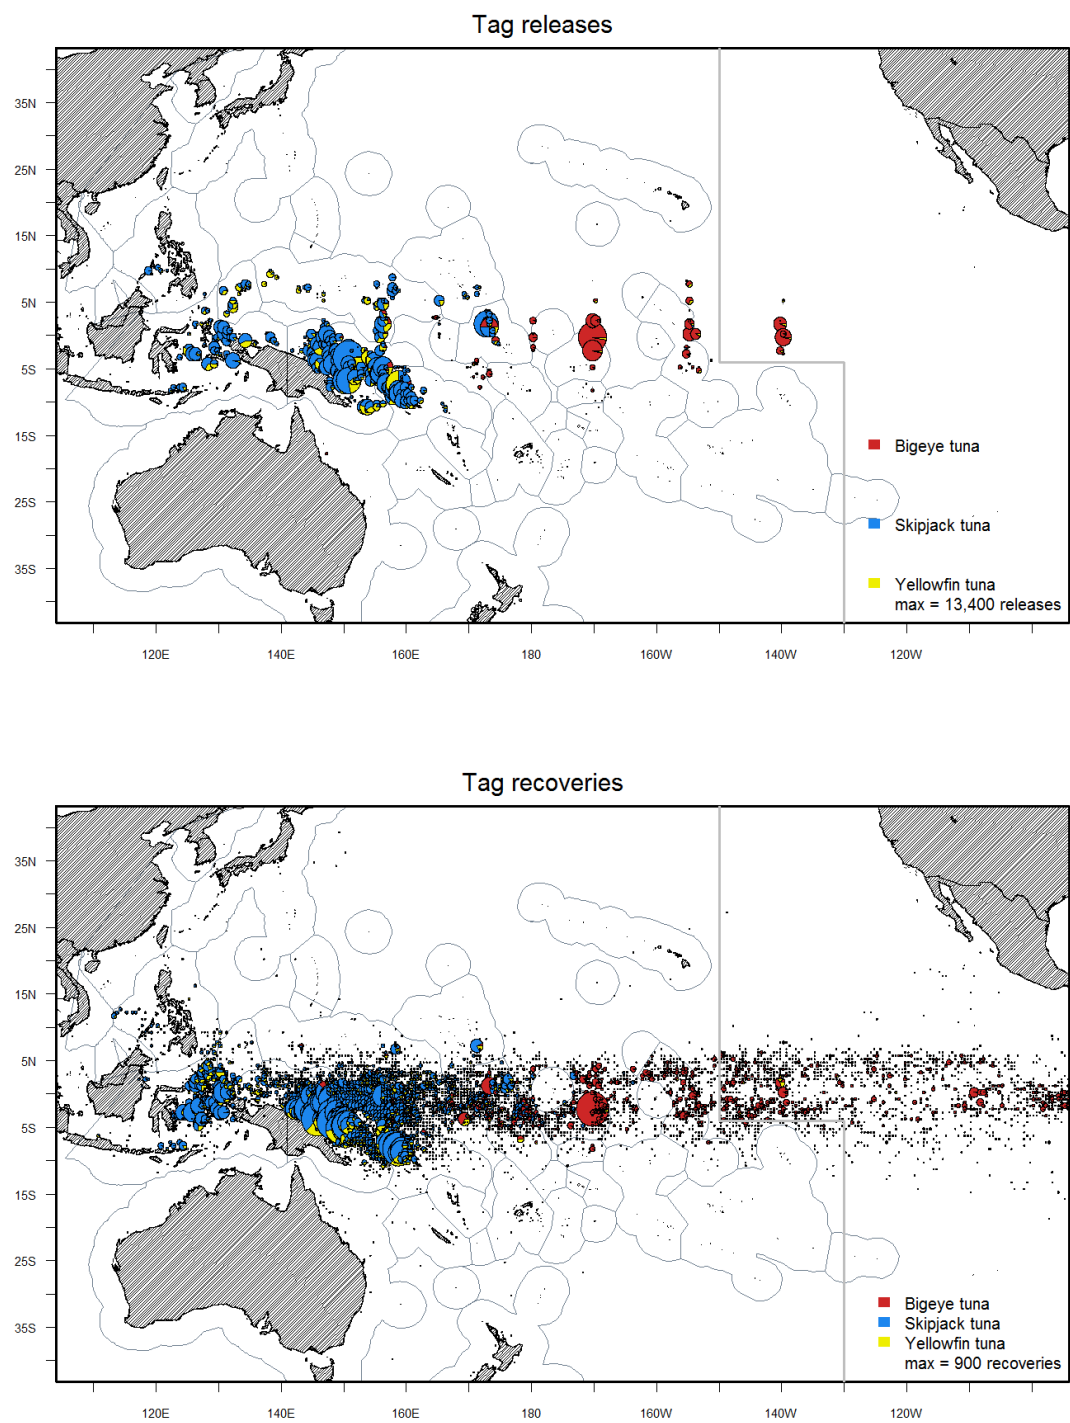 Tag releases
35N
25N
15N
5N
5S
15S
25S
35S
Bigeye tuna
Skipjack tuna
Yellowfin tuna
max = 13,400 releases
120E 140E 160E 180 160W 140W 120W
Tag recoveries
35N
25N
15N
5N
5S
15S
25S
35S
Bigeye tuna
Skipjack tuna
Yellowfin tuna
max = 900 recoveries
120E 140E 160E 180 160W 140W 120W